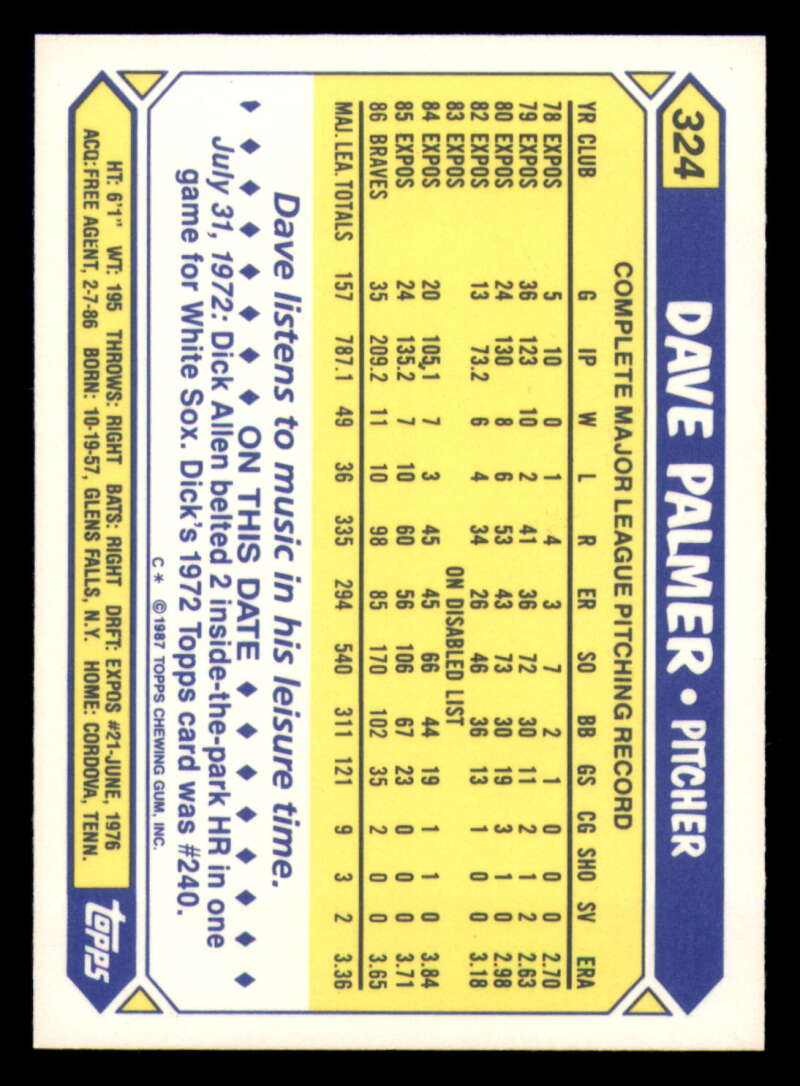 324
DAVE PALMER • PITCHER
COMPLETE MAJOR LEAGUE PITCHING RECORD
YR CLUB G IP W L R ER SO BB GS CG SHO SV ERA
78 EXPOS 5 10 0 1 4 3 7 2 1 0 0 0 2.70
79 EXPOS 36 123 10 2 41 36 72 30 11 2 1 2 2.63
80 EXPOS 24 130 8 6 53 43 73 30 19 3 1 0 2.98
82 EXPOS 13 73.2 6 4 34 26 46 36 13 1 0 0 3.18
83 EXPOS ON DISABLED LIST
84 EXPOS 20 105.1 7 3 45 45 66 44 19 1 1 0 3.84
85 EXPOS 24 135.2 7 10 60 56 106 67 23 0 0 0 3.71
86 BRAVES 35 209.2 11 10 98 85 170 102 35 2 0 0 3.65
MAJ. LEA. TOTALS 157 787.1 49 36 335 294 540 311 121 9 3 2 3.36
Dave listens to music in his leisure time.
♦ ♦ ♦ ♦ ♦ ♦ ♦ ♦ ON THIS DATE ♦ ♦ ♦ ♦ ♦ ♦ ♦ ♦
July 31, 1972: Dick Allen belted 2 inside-the-park HR in one
game for White Sox. Dick's 1972 Topps card was #240.
C* ©1987 TOPPS CHEWING GUM, INC.
HT: 6'1" WT: 195 THROWS: RIGHT BATS: RIGHT DRFT: EXPOS #21-JUNE, 1976
ACQ: FREE AGENT, 2-7-86 BORN: 10-19-57, GLENS FALLS, N.Y. HOME: CORDOVA, TENN.
topps